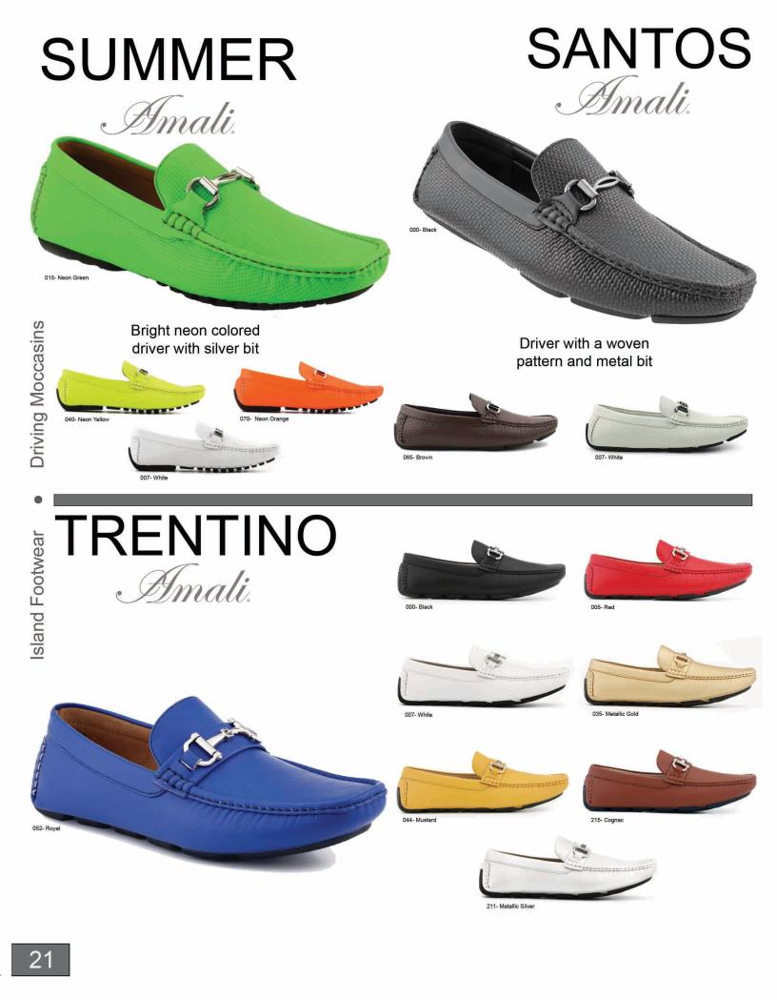 SUMMER
Amali
015- Neon Green
Bright neon colored
driver with silver bit
040- Neon Yellow
070- Neon Orange
007- White
SANTOS
Amali
000- Black
Driver with a woven
pattern and metal bit
065- Brown
007- White
Driving Moccasins
Island Footwear
TRENTINO
Amali
052- Royal
000- Black
005- Red
007- White
035- Metallic Gold
044- Mustard
215- Cognac
211- Metallic Silver
21